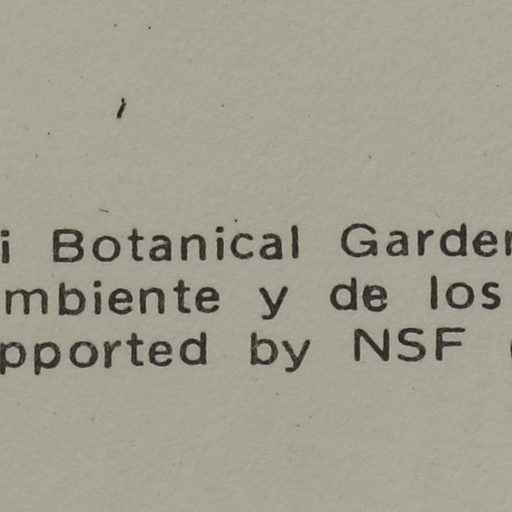 i Botanical Garden
mbiente y de los
pported by NSF